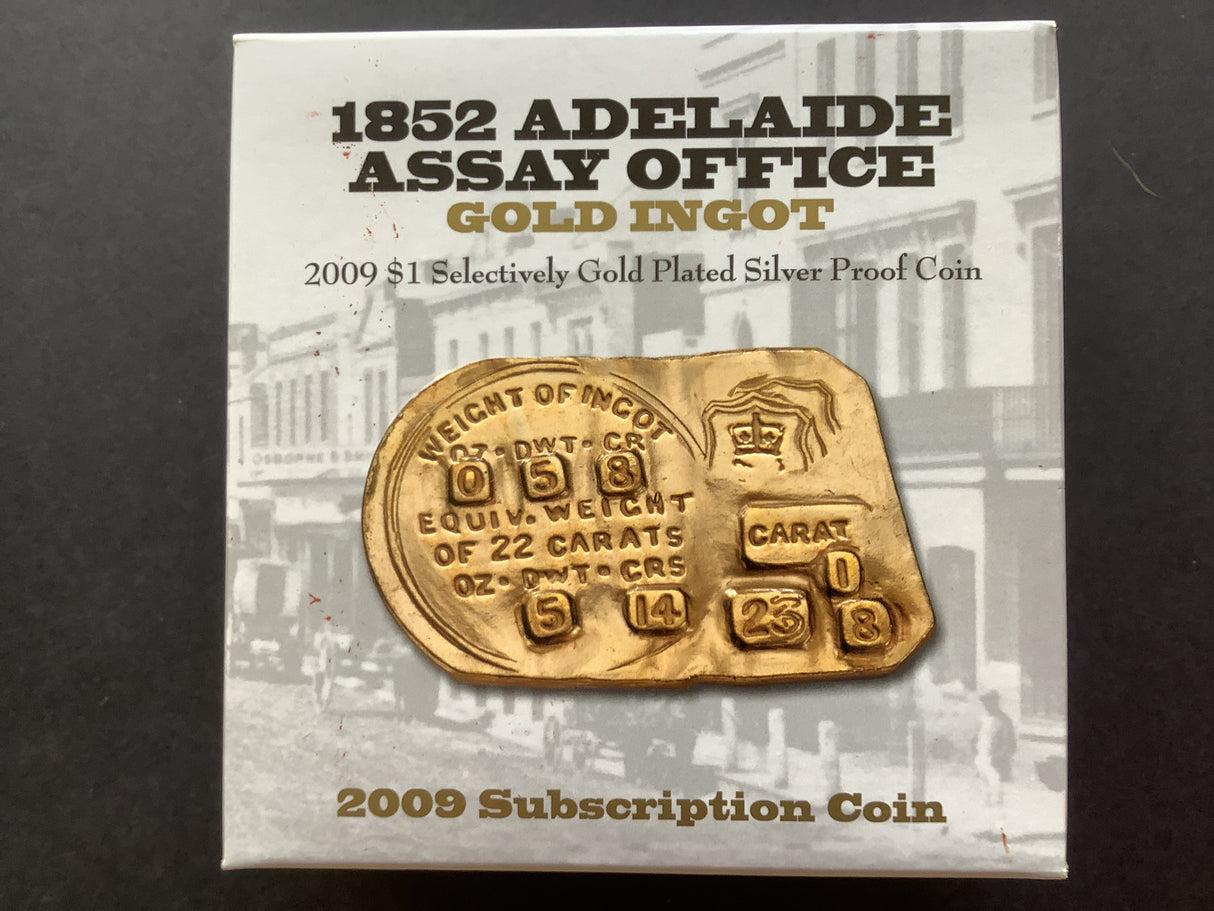 1852 ADELAIDE
ASSAY OFFICE
GOLD INGOT
2009 $1 Selectively Gold Plated Silver Proof Coin
WEIGHT OF INGOT
OZ · DWT · GR
0 5 8
EQUIV. WEIGHT
OF 22 CARATS
OZ · DWT · GRS
5 14
CARAT
0
23 8
2009 Subscription Coin